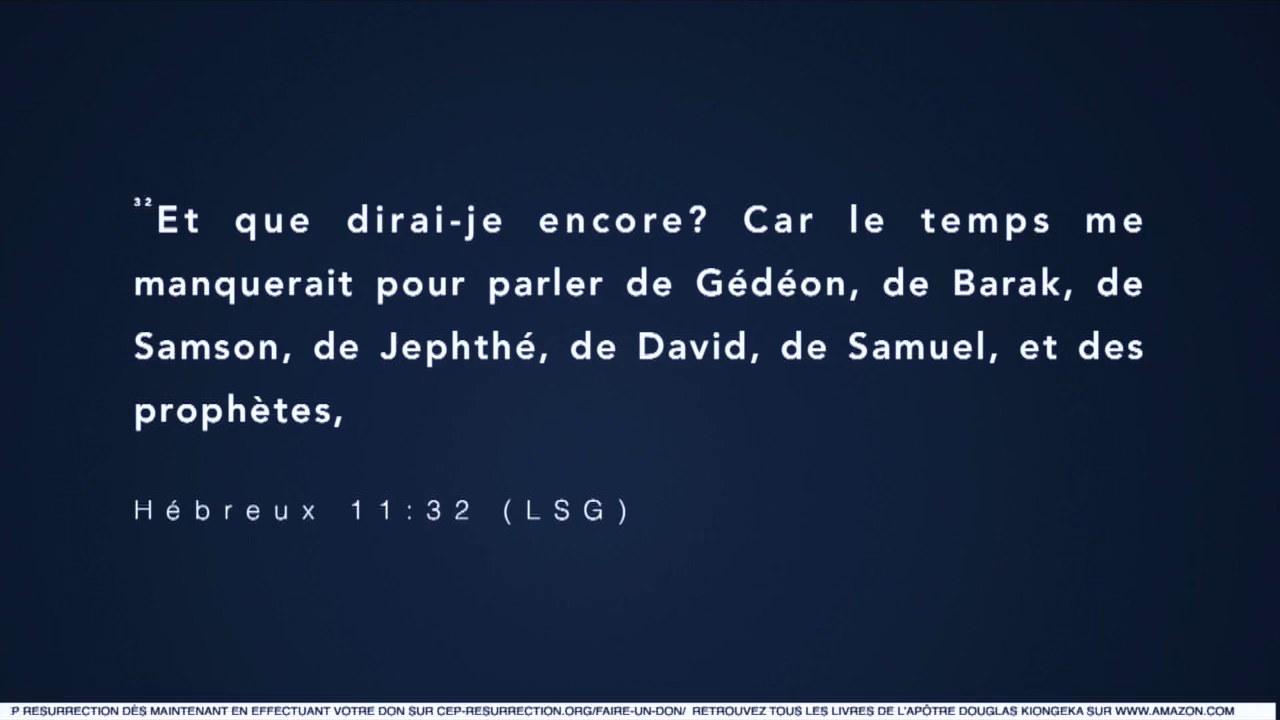 ³²Et que dirai-je encore? Car le temps me
manquerait pour parler de Gédéon, de Barak, de
Samson, de Jephthé, de David, de Samuel, et des
prophètes,
Hébreux 11:32 (LSG)
P RESURRECTION DÈS MAINTENANT EN EFFECTUANT VOTRE DON SUR CEP-RESURRECTION.ORG/FAIRE-UN-DON/ RETROUVEZ TOUS LES LIVRES DE L'APÔTRE DOUGLAS KIONGEKA SUR WWW.AMAZON.COM